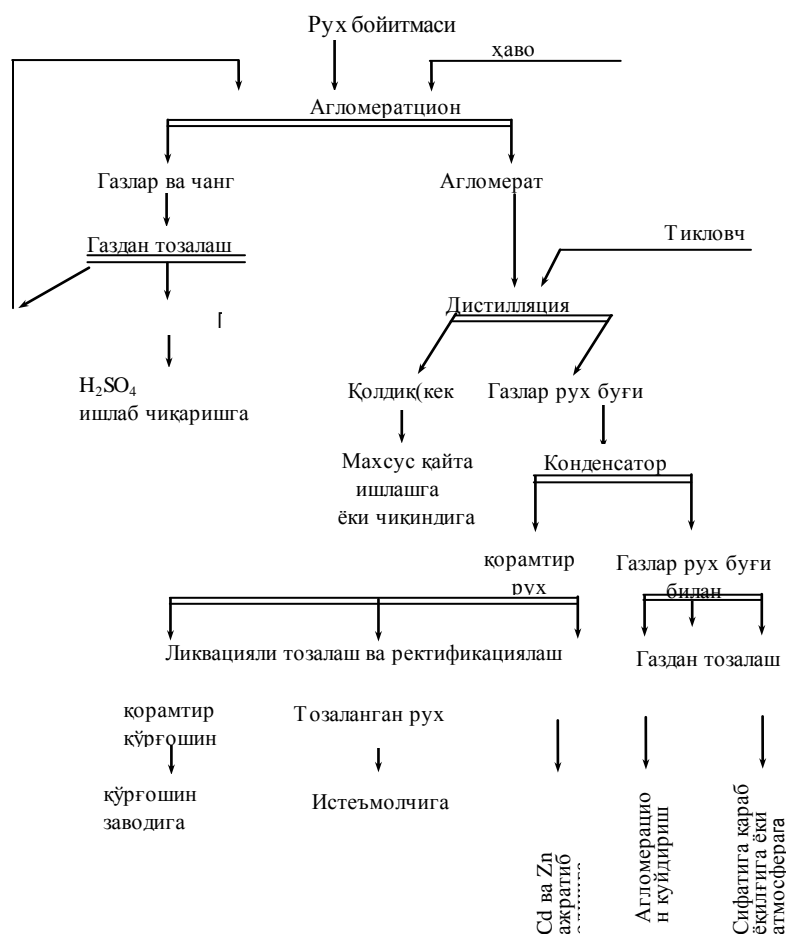 Рух бойитмаси
ҳаво
Агломератцион
Газлар ва чанг
Агломерат
Газдан тозалаш
Тикловч
Дистилляция
H₂SO₄
ишлаб чиқаришга
Қолдиқ(кек
Газлар рух буғи
Махсус қайта
ишлашга
ёки чиқиндига
Конденсатор
қорамтир
рух
Газлар рух буғи
билан
Ликвацияли тозалаш ва ректификациялаш
Газдан тозалаш
қорамтир
қўрғошин
Тозаланган рух
қўрғошин
заводига
Истеъмолчига
Cd ва Zn
ажратиб
Агломерацио
н куйдириш
Сифатига қараб
ёқилғига ёки
атмосферага